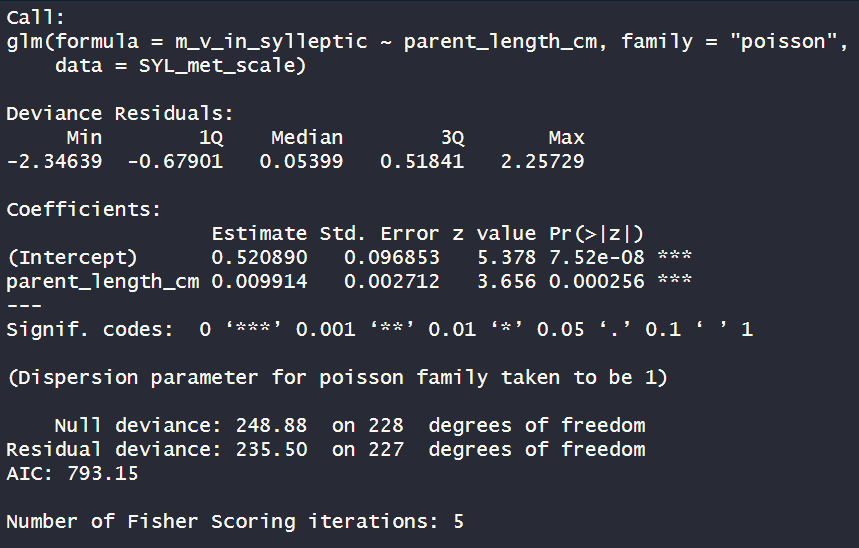 Call:
glm(formula = m_v_in_sylleptic ~ parent_length_cm, family = "poisson",
    data = SYL_met_scale)

Deviance Residuals:
     Min        1Q    Median        3Q       Max
-2.34639  -0.67901   0.05399   0.51841   2.25729

Coefficients:
                 Estimate Std. Error z value Pr(>|z|)
(Intercept)      0.520890   0.096853   5.378 7.52e-08 ***
parent_length_cm 0.009914   0.002712   3.656 0.000256 ***
---
Signif. codes:  0 ‘***’ 0.001 ‘**’ 0.01 ‘*’ 0.05 ‘.’ 0.1 ‘ ’ 1

(Dispersion parameter for poisson family taken to be 1)

    Null deviance: 248.88  on 228  degrees of freedom
Residual deviance: 235.50  on 227  degrees of freedom
AIC: 793.15

Number of Fisher Scoring iterations: 5